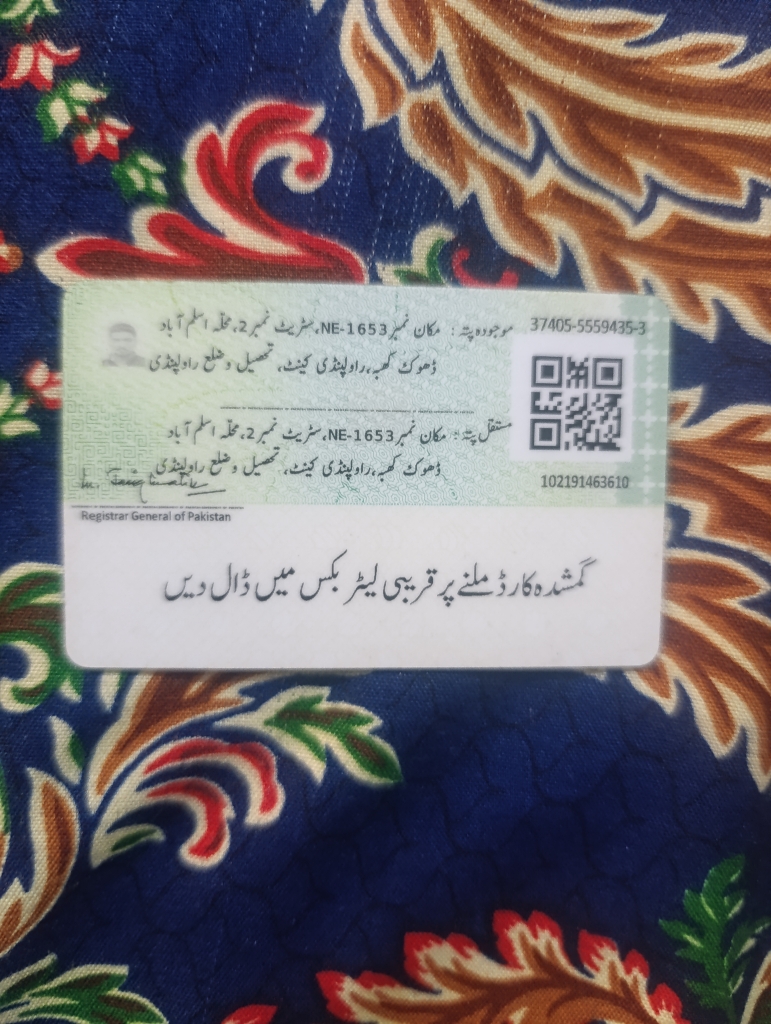 37405-5559435-3
موجودہ پتہ: مکان نمبر NE-1653، سٹریٹ نمبر 2، محلہ اسلم آباد
ڈھوک کھبہ، راولپنڈی کینٹ، تحصیل و ضلع راولپنڈی
مستقل پتہ: مکان نمبر NE-1653، سٹریٹ نمبر 2، محلہ اسلم آباد
ڈھوک کھبہ، راولپنڈی کینٹ، تحصیل و ضلع راولپنڈی
102191463610
Registrar General of Pakistan
گمشدہ کارڈ ملنے پر قریبی لیٹر بکس میں ڈال دیں